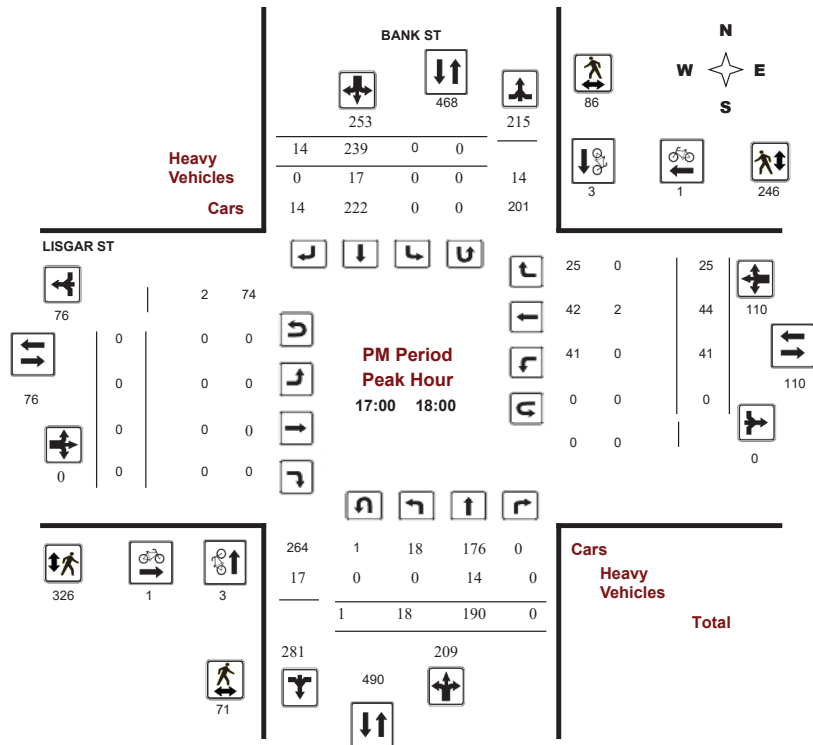 BANK ST
N
W E
S
468
86
253 215
14 239 0 0
Heavy
Vehicles
0 17 0 0 14
Cars
14 222 0 0 201
3 1 246
LISGAR ST
76
2 74
25 0 25
110
42 2 44
0 0 0
41 0 41
110
76
0 0 0
0 0 0
0 0 0
0
0 0 0
0 0 0
0
PM Period
Peak Hour
17:00 18:00
326 1 3
264 1 18 176 0
17 0 0 14 0
1 18 190 0
Cars
Heavy
Vehicles
Total
281 209
490
71